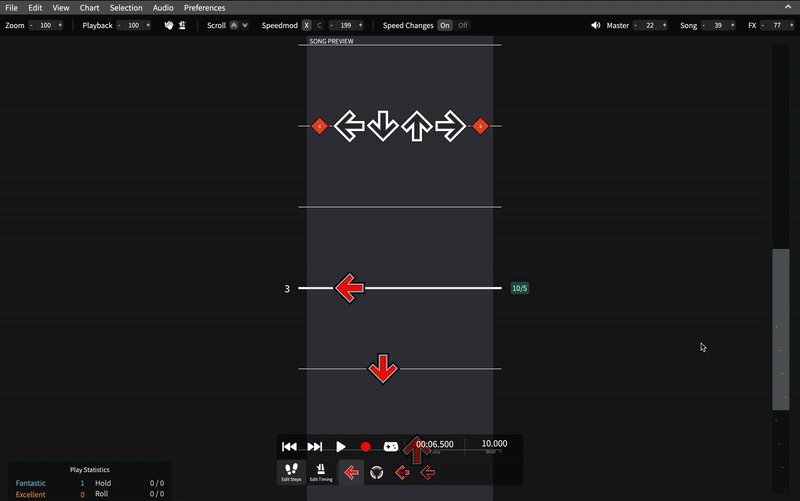 File Edit View Chart Selection Audio Preferences
Zoom - 100 + Playback - 100 + Scroll Speedmod X C - 199 + Speed Changes On Off Master - 22 + Song - 39 + FX - 77 +
SONG PREVIEW
4 4
3 10/5
00:06.500 10.000
Time Beat
Edit Steps Edit Timing
Play Statistics
Fantastic 1 Hold 0 / 0
Excellent 0 Roll 0 / 0